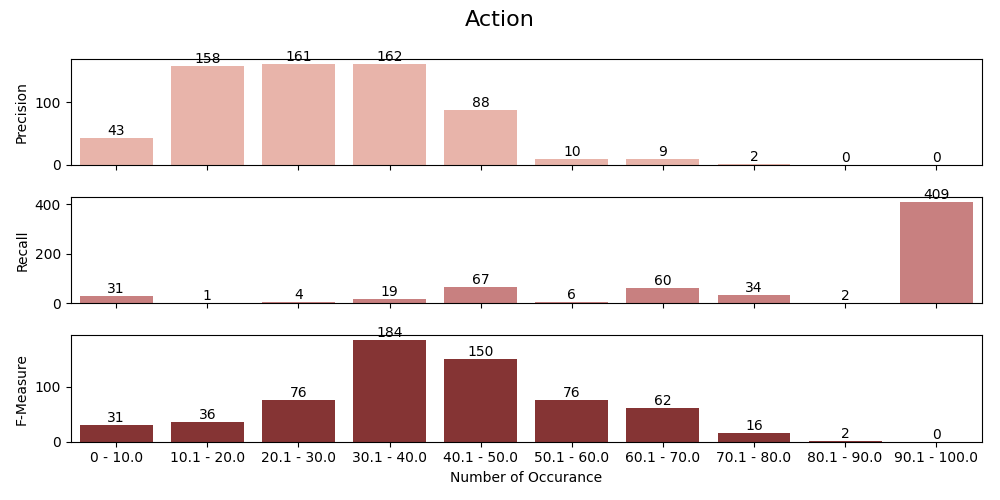 Action
Precision
100
0
43 158 161 162 88 10 9 2 0 0
Recall
400
200
0
31 1 4 19 67 6 60 34 2 409
F-Measure
100
0
31 36 76 184 150 76 62 16 2 0
0 - 10.0 10.1 - 20.0 20.1 - 30.0 30.1 - 40.0 40.1 - 50.0 50.1 - 60.0 60.1 - 70.0 70.1 - 80.0 80.1 - 90.0 90.1 - 100.0
Number of Occurance